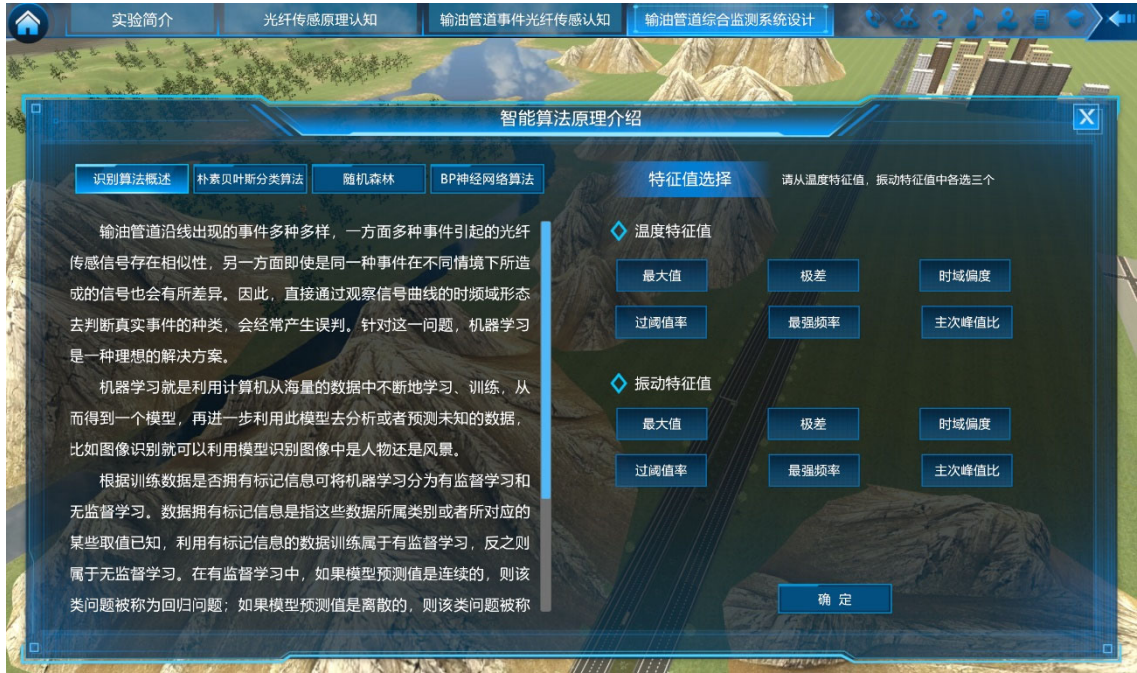 实验简介
光纤传感原理认知
输油管道事件光纤传感认知
输油管道综合监测系统设计
智能算法原理介绍
X
识别算法概述
朴素贝叶斯分类算法
随机森林
BP神经网络算法
输油管道沿线出现的事件多种多样，一方面多种事件引起的光纤
传感信号存在相似性，另一方面即使是同一种事件在不同情境下所造
成的信号也会有所差异。因此，直接通过观察信号曲线的时频域形态
去判断真实事件的种类，会经常产生误判。针对这一问题，机器学习
是一种理想的解决方案。
机器学习就是利用计算机从海量的数据中不断地学习、训练，从
而得到一个模型，再进一步利用此模型去分析或者预测未知的数据，
比如图像识别就可以利用模型识别图像中是人物还是风景。
根据训练数据是否拥有标记信息可将机器学习分为有监督学习和
无监督学习。数据拥有标记信息是指这些数据所属类别或者所对应的
某些取值已知，利用有标记信息的数据训练属于有监督学习，反之则
属于无监督学习。在有监督学习中，如果模型预测值是连续的，则该
类问题被称为回归问题；如果模型预测值是离散的，则该类问题被称
特征值选择
请从温度特征值，振动特征值中各选三个
温度特征值
最大值
极差
时域偏度
过阈值率
最强频率
主次峰值比
振动特征值
最大值
极差
时域偏度
过阈值率
最强频率
主次峰值比
确 定